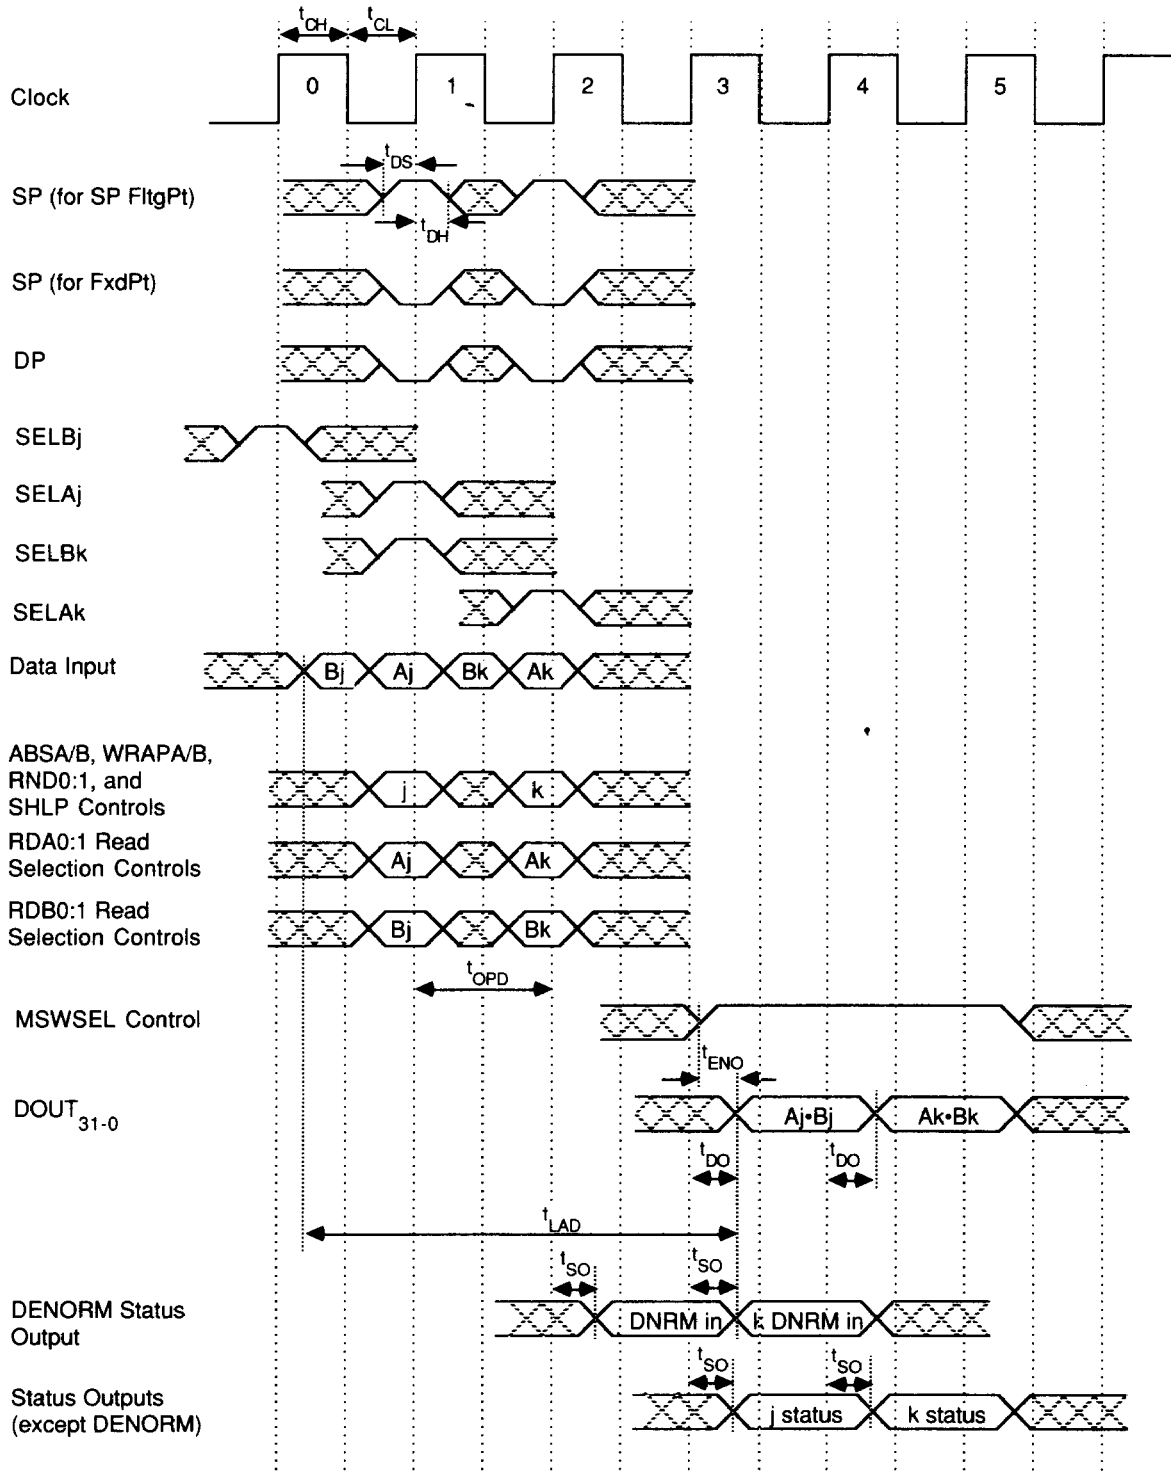 tCH tCL
Clock
0 1 2 3 4 5
tDS
SP (for SP FltgPt)
tDH
SP (for FxdPt)
DP
SELBj
SELAj
SELBk
SELAk
Data Input
Bj Aj Bk Ak
ABSA/B, WRAPA/B,
RND0:1, and
SHLP Controls
j k
RDA0:1 Read
Selection Controls
Aj Ak
RDB0:1 Read
Selection Controls
Bj Bk
tOPD
MSWSEL Control
tENO
DOUT31-0
Aj•Bj Ak•Bk
tDO tDO
tLAD
tSO tSO
DENORM Status
Output
DNRM in k DNRM in
tSO tSO
Status Outputs
(except DENORM)
j status k status